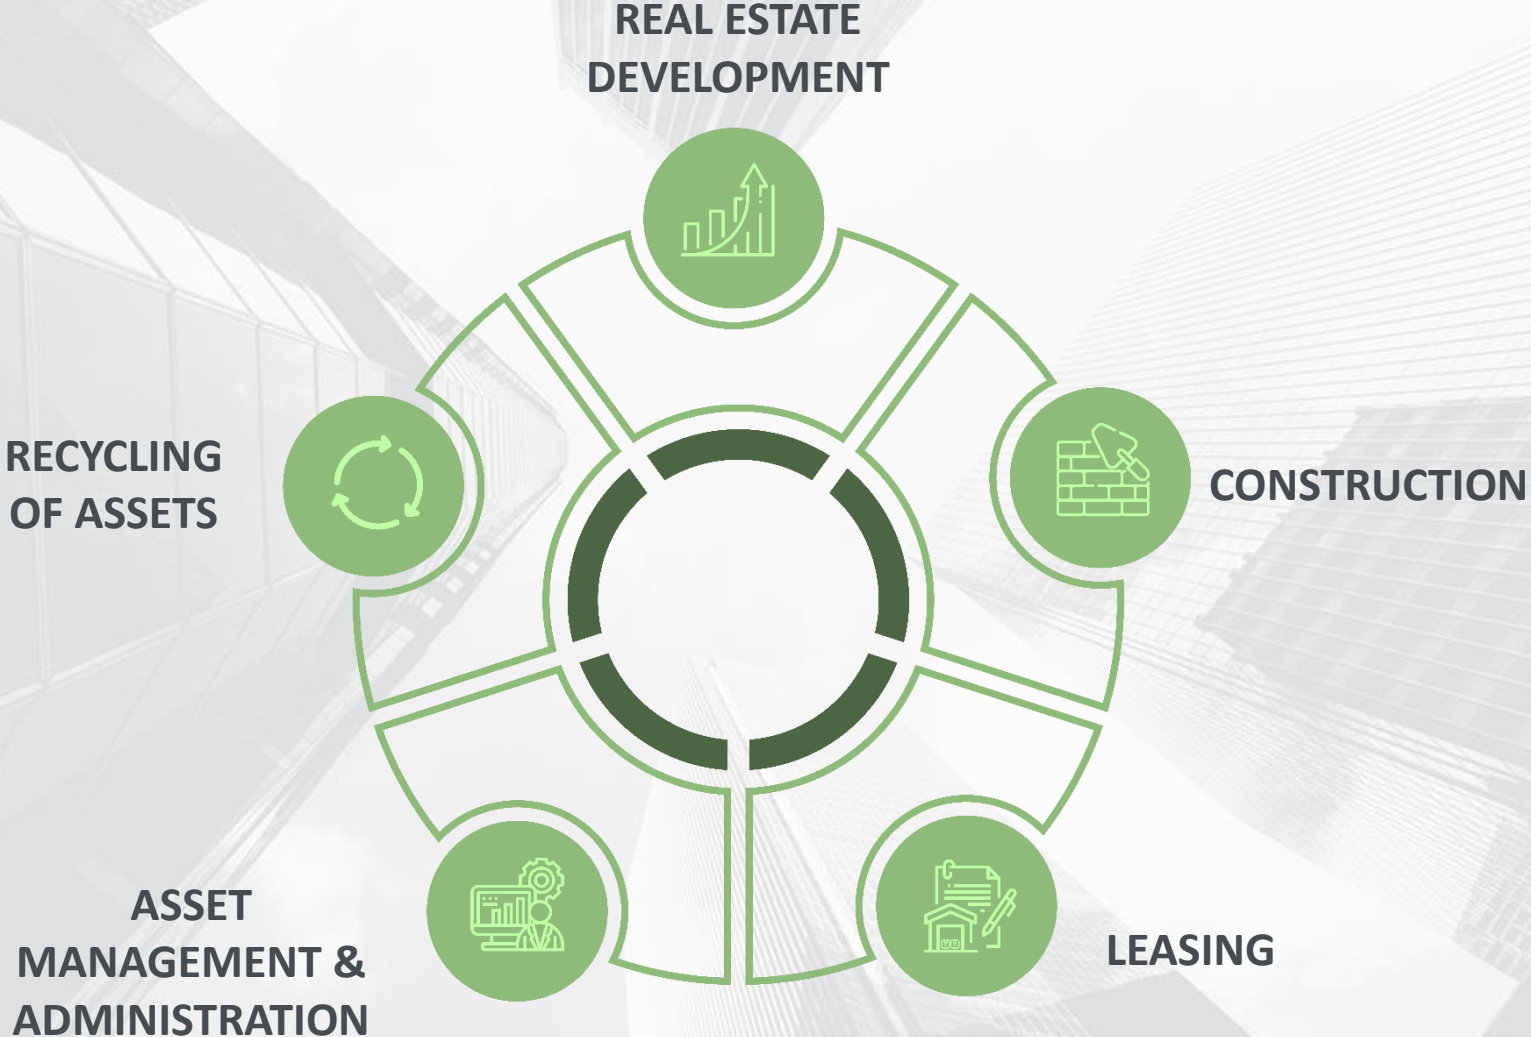 REAL ESTATE
DEVELOPMENT
RECYCLING
OF ASSETS
CONSTRUCTION
ASSET
MANAGEMENT &
ADMINISTRATION
LEASING